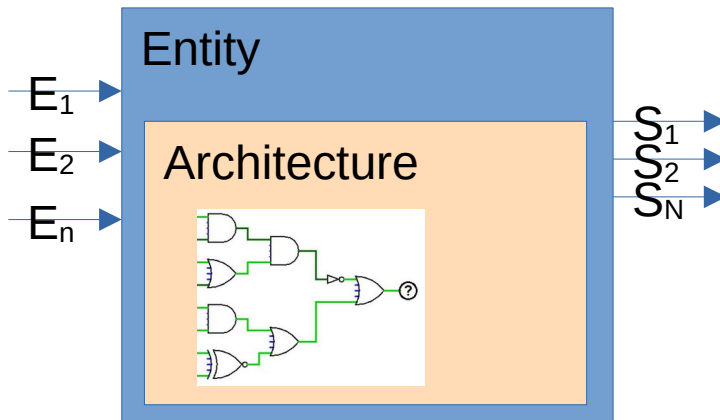 Entity
E1
E2
En
Architecture
S1
S2
SN
?